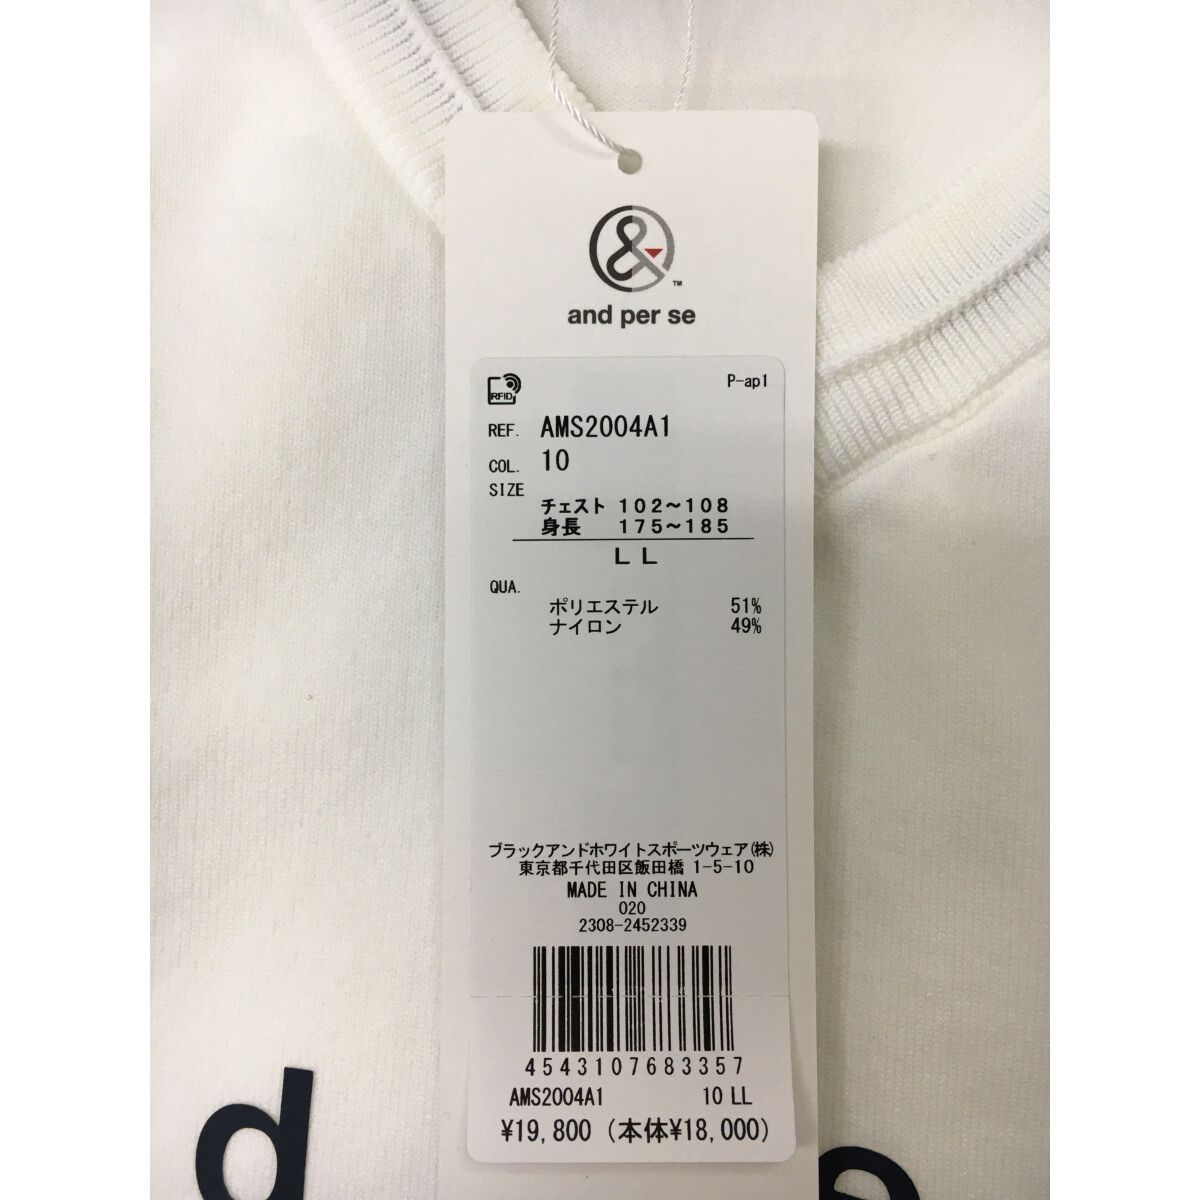 &
™
and per se
RFID
P-ap1
REF. AMS2004A1
COL. 10
SIZE
チェスト 102～108
身長 175～185
LL
QUA.
ポリエステル 51%
ナイロン 49%
ブラックアンドホワイトスポーツウェア(株)
東京都千代田区飯田橋 1-5-10
MADE IN CHINA
020
2308-2452339
4543107683357
AMS2004A1 10 LL
¥19,800 (本体¥18,000)
d e